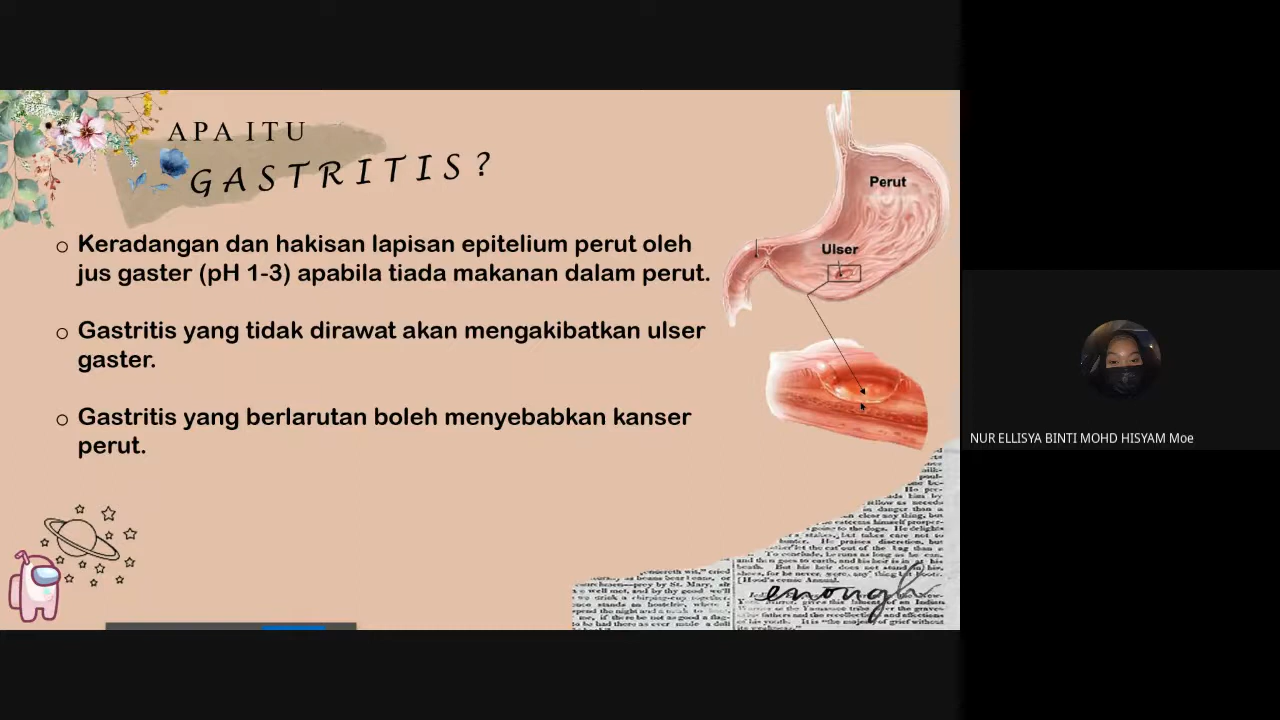 APA ITU
GASTRITIS?
Keradangan dan hakisan lapisan epitelium perut oleh
jus gaster (pH 1-3) apabila tiada makanan dalam perut.
Gastritis yang tidak dirawat akan mengakibatkan ulser
gaster.
Gastritis yang berlarutan boleh menyebabkan kanser
perut.
Perut
Ulser
NUR ELLISYA BINTI MOHD HISYAM Moe
enough